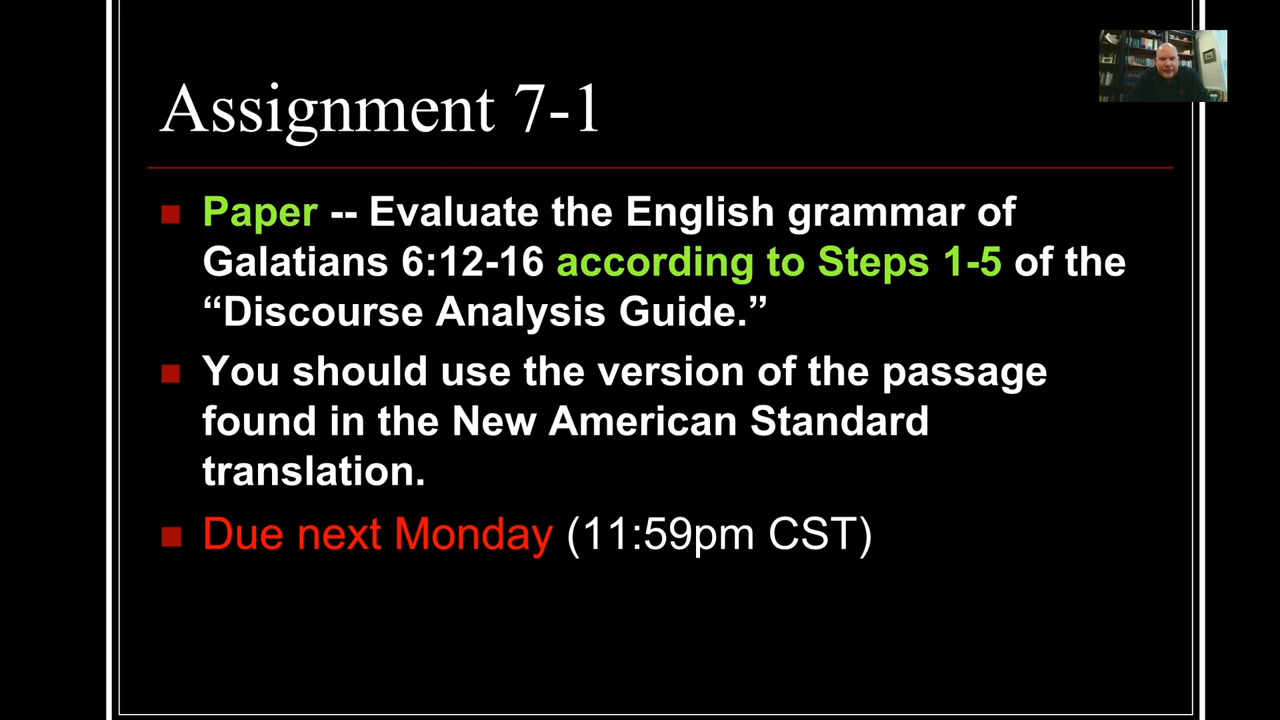 Assignment 7-1
Paper -- Evaluate the English grammar of
Galatians 6:12-16 according to Steps 1-5 of the
“Discourse Analysis Guide.”
You should use the version of the passage
found in the New American Standard
translation.
Due next Monday (11:59pm CST)